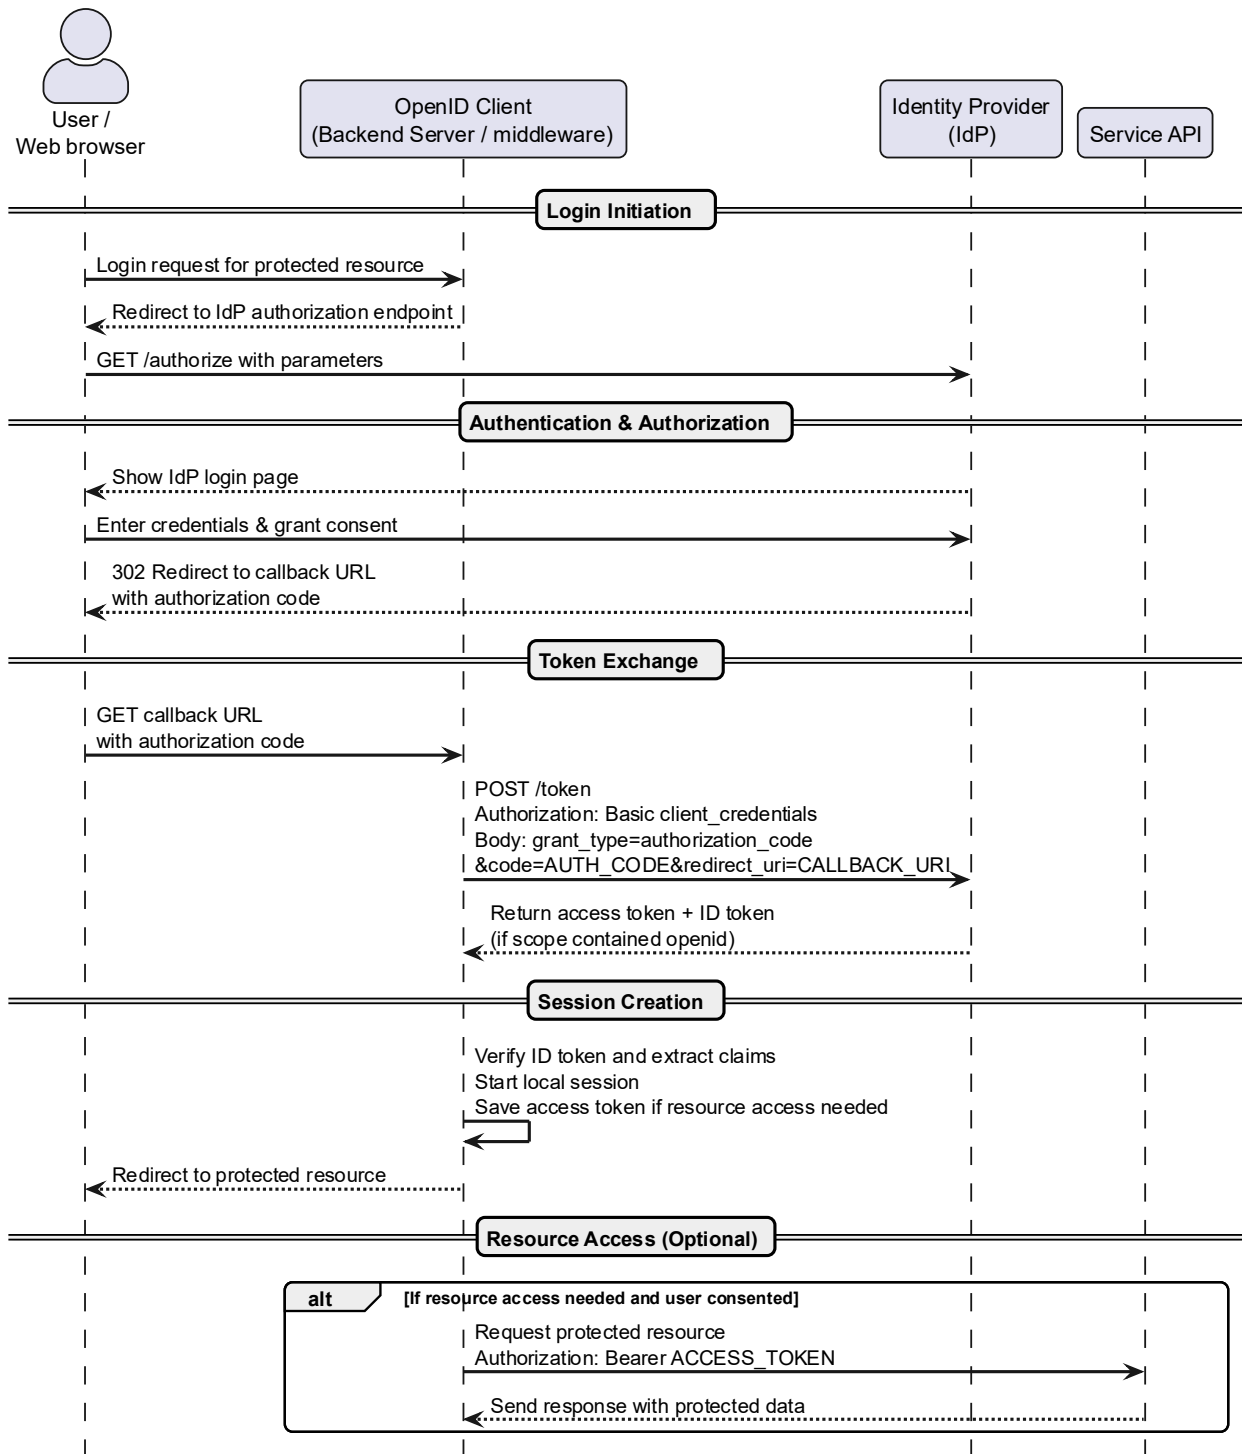 User /
Web browser
OpenID Client
(Backend Server / middleware)
Identity Provider
(IdP)
Service API
Login Initiation
Login request for protected resource
Redirect to IdP authorization endpoint
GET /authorize with parameters
Authentication & Authorization
Show IdP login page
Enter credentials & grant consent
302 Redirect to callback URL
with authorization code
Token Exchange
GET callback URL
with authorization code
POST /token
Authorization: Basic client_credentials
Body: grant_type=authorization_code
&code=AUTH_CODE&redirect_uri=CALLBACK_URI
Return access token + ID token
(if scope contained openid)
Session Creation
Verify ID token and extract claims
Start local session
Save access token if resource access needed
Redirect to protected resource
Resource Access (Optional)
alt [If resource access needed and user consented]
Request protected resource
Authorization: Bearer ACCESS_TOKEN
Send response with protected data